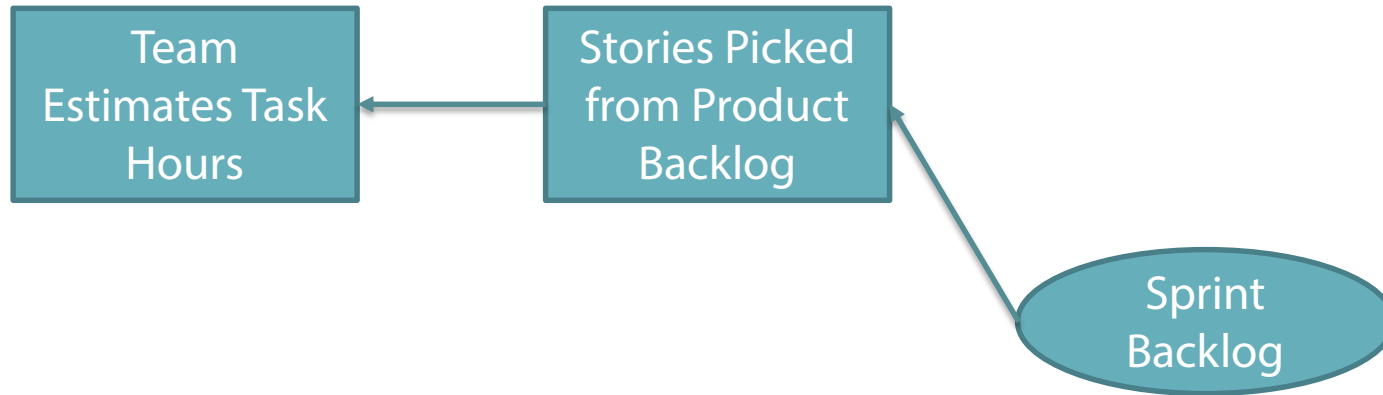 Team
Estimates Task
Hours
Stories Picked
from Product
Backlog
Sprint
Backlog